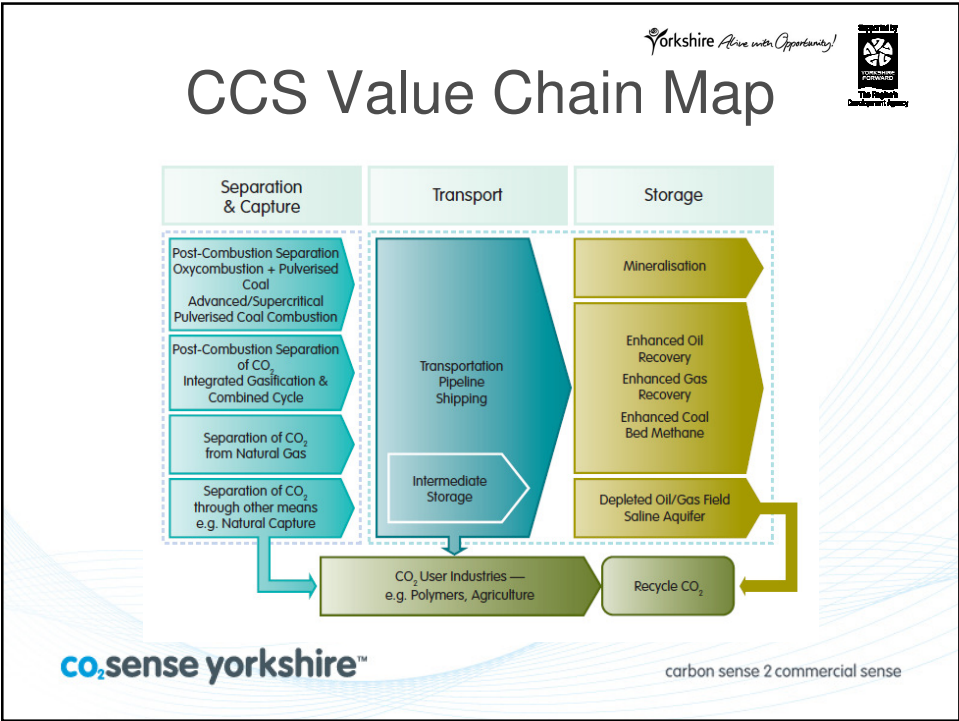 Yorkshire Alive with Opportunity!
Supported by
YORKSHIRE
FORWARD
The Region's
Development Agency
CCS Value Chain Map
Separation
& Capture
Transport
Storage
Post-Combustion Separation
Oxycombustion + Pulverised
Coal
Advanced/Supercritical
Pulverised Coal Combustion
Post-Combustion Separation
of CO₂
Integrated Gasification &
Combined Cycle
Separation of CO₂
from Natural Gas
Separation of CO₂
through other means
e.g. Natural Capture
Transportation
Pipeline
Shipping
Intermediate
Storage
Mineralisation
Enhanced Oil
Recovery
Enhanced Gas
Recovery
Enhanced Coal
Bed Methane
Depleted Oil/Gas Field
Saline Aquifer
CO₂ User Industries —
e.g. Polymers, Agriculture
Recycle CO₂
co₂sense yorkshire™
carbon sense 2 commercial sense